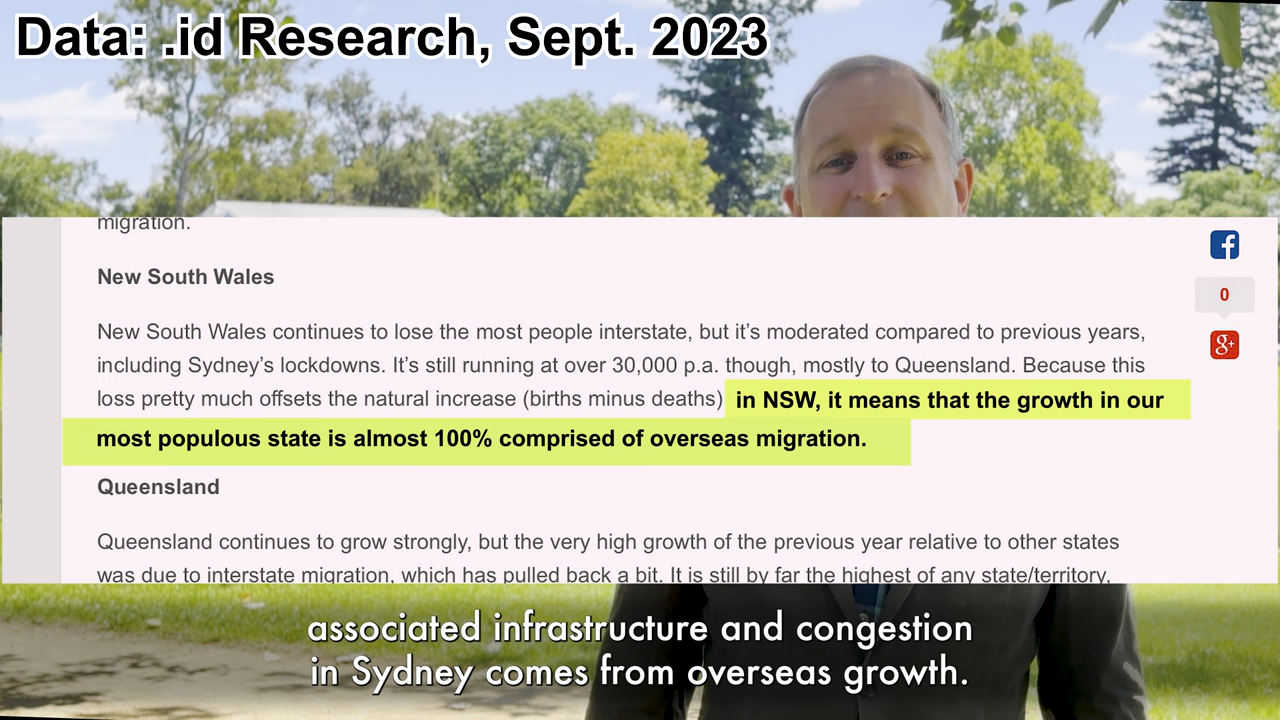 Data: .id Research, Sept. 2023
migration.
New South Wales
New South Wales continues to lose the most people interstate, but it’s moderated compared to previous years,
including Sydney’s lockdowns. It’s still running at over 30,000 p.a. though, mostly to Queensland. Because this
loss pretty much offsets the natural increase (births minus deaths) in NSW, it means that the growth in our
most populous state is almost 100% comprised of overseas migration.
Queensland
Queensland continues to grow strongly, but the very high growth of the previous year relative to other states
was due to interstate migration, which has pulled back a bit. It is still by far the highest of any state/territory,
f
0
g+
associated infrastructure and congestion
in Sydney comes from overseas growth.